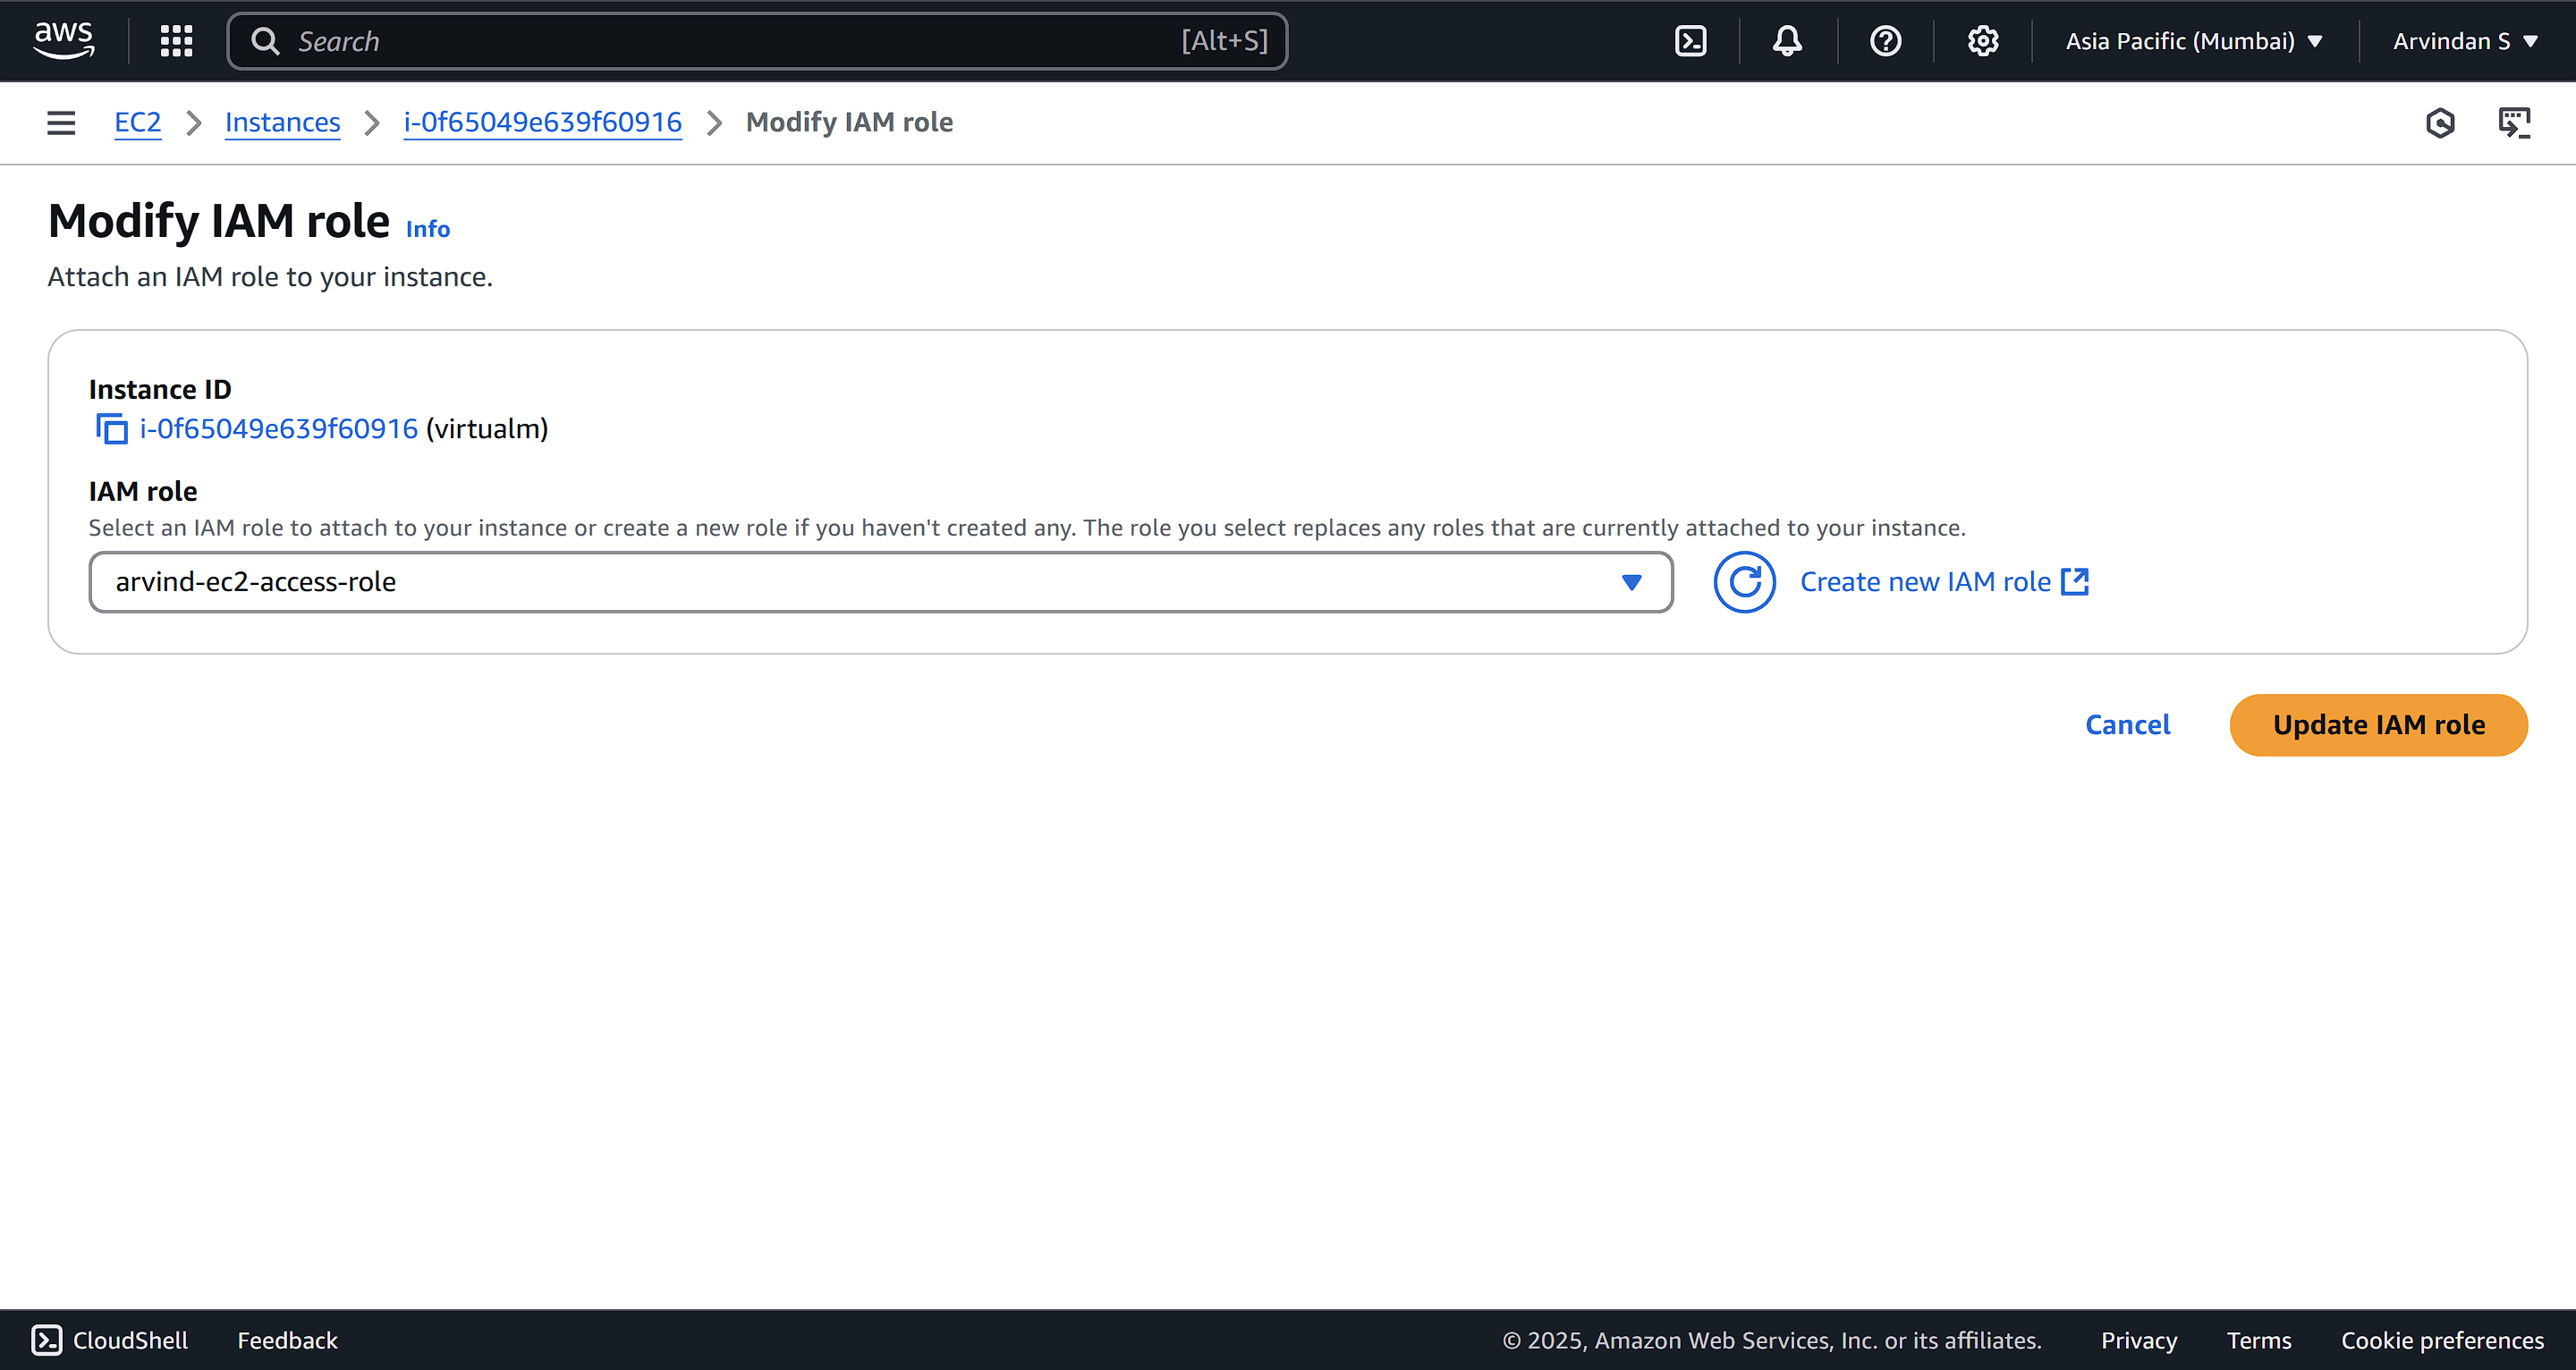 aws
Search [Alt+S]
Asia Pacific (Mumbai)
Arvindan S
EC2 Instances i-0f65049e639f60916 Modify IAM role
Modify IAM role Info
Attach an IAM role to your instance.
Instance ID
i-0f65049e639f60916 (virtualm)
IAM role
Select an IAM role to attach to your instance or create a new role if you haven't created any. The role you select replaces any roles that are currently attached to your instance.
arvind-ec2-access-role
Create new IAM role
Cancel
Update IAM role
CloudShell Feedback
© 2025, Amazon Web Services, Inc. or its affiliates. Privacy Terms Cookie preferences